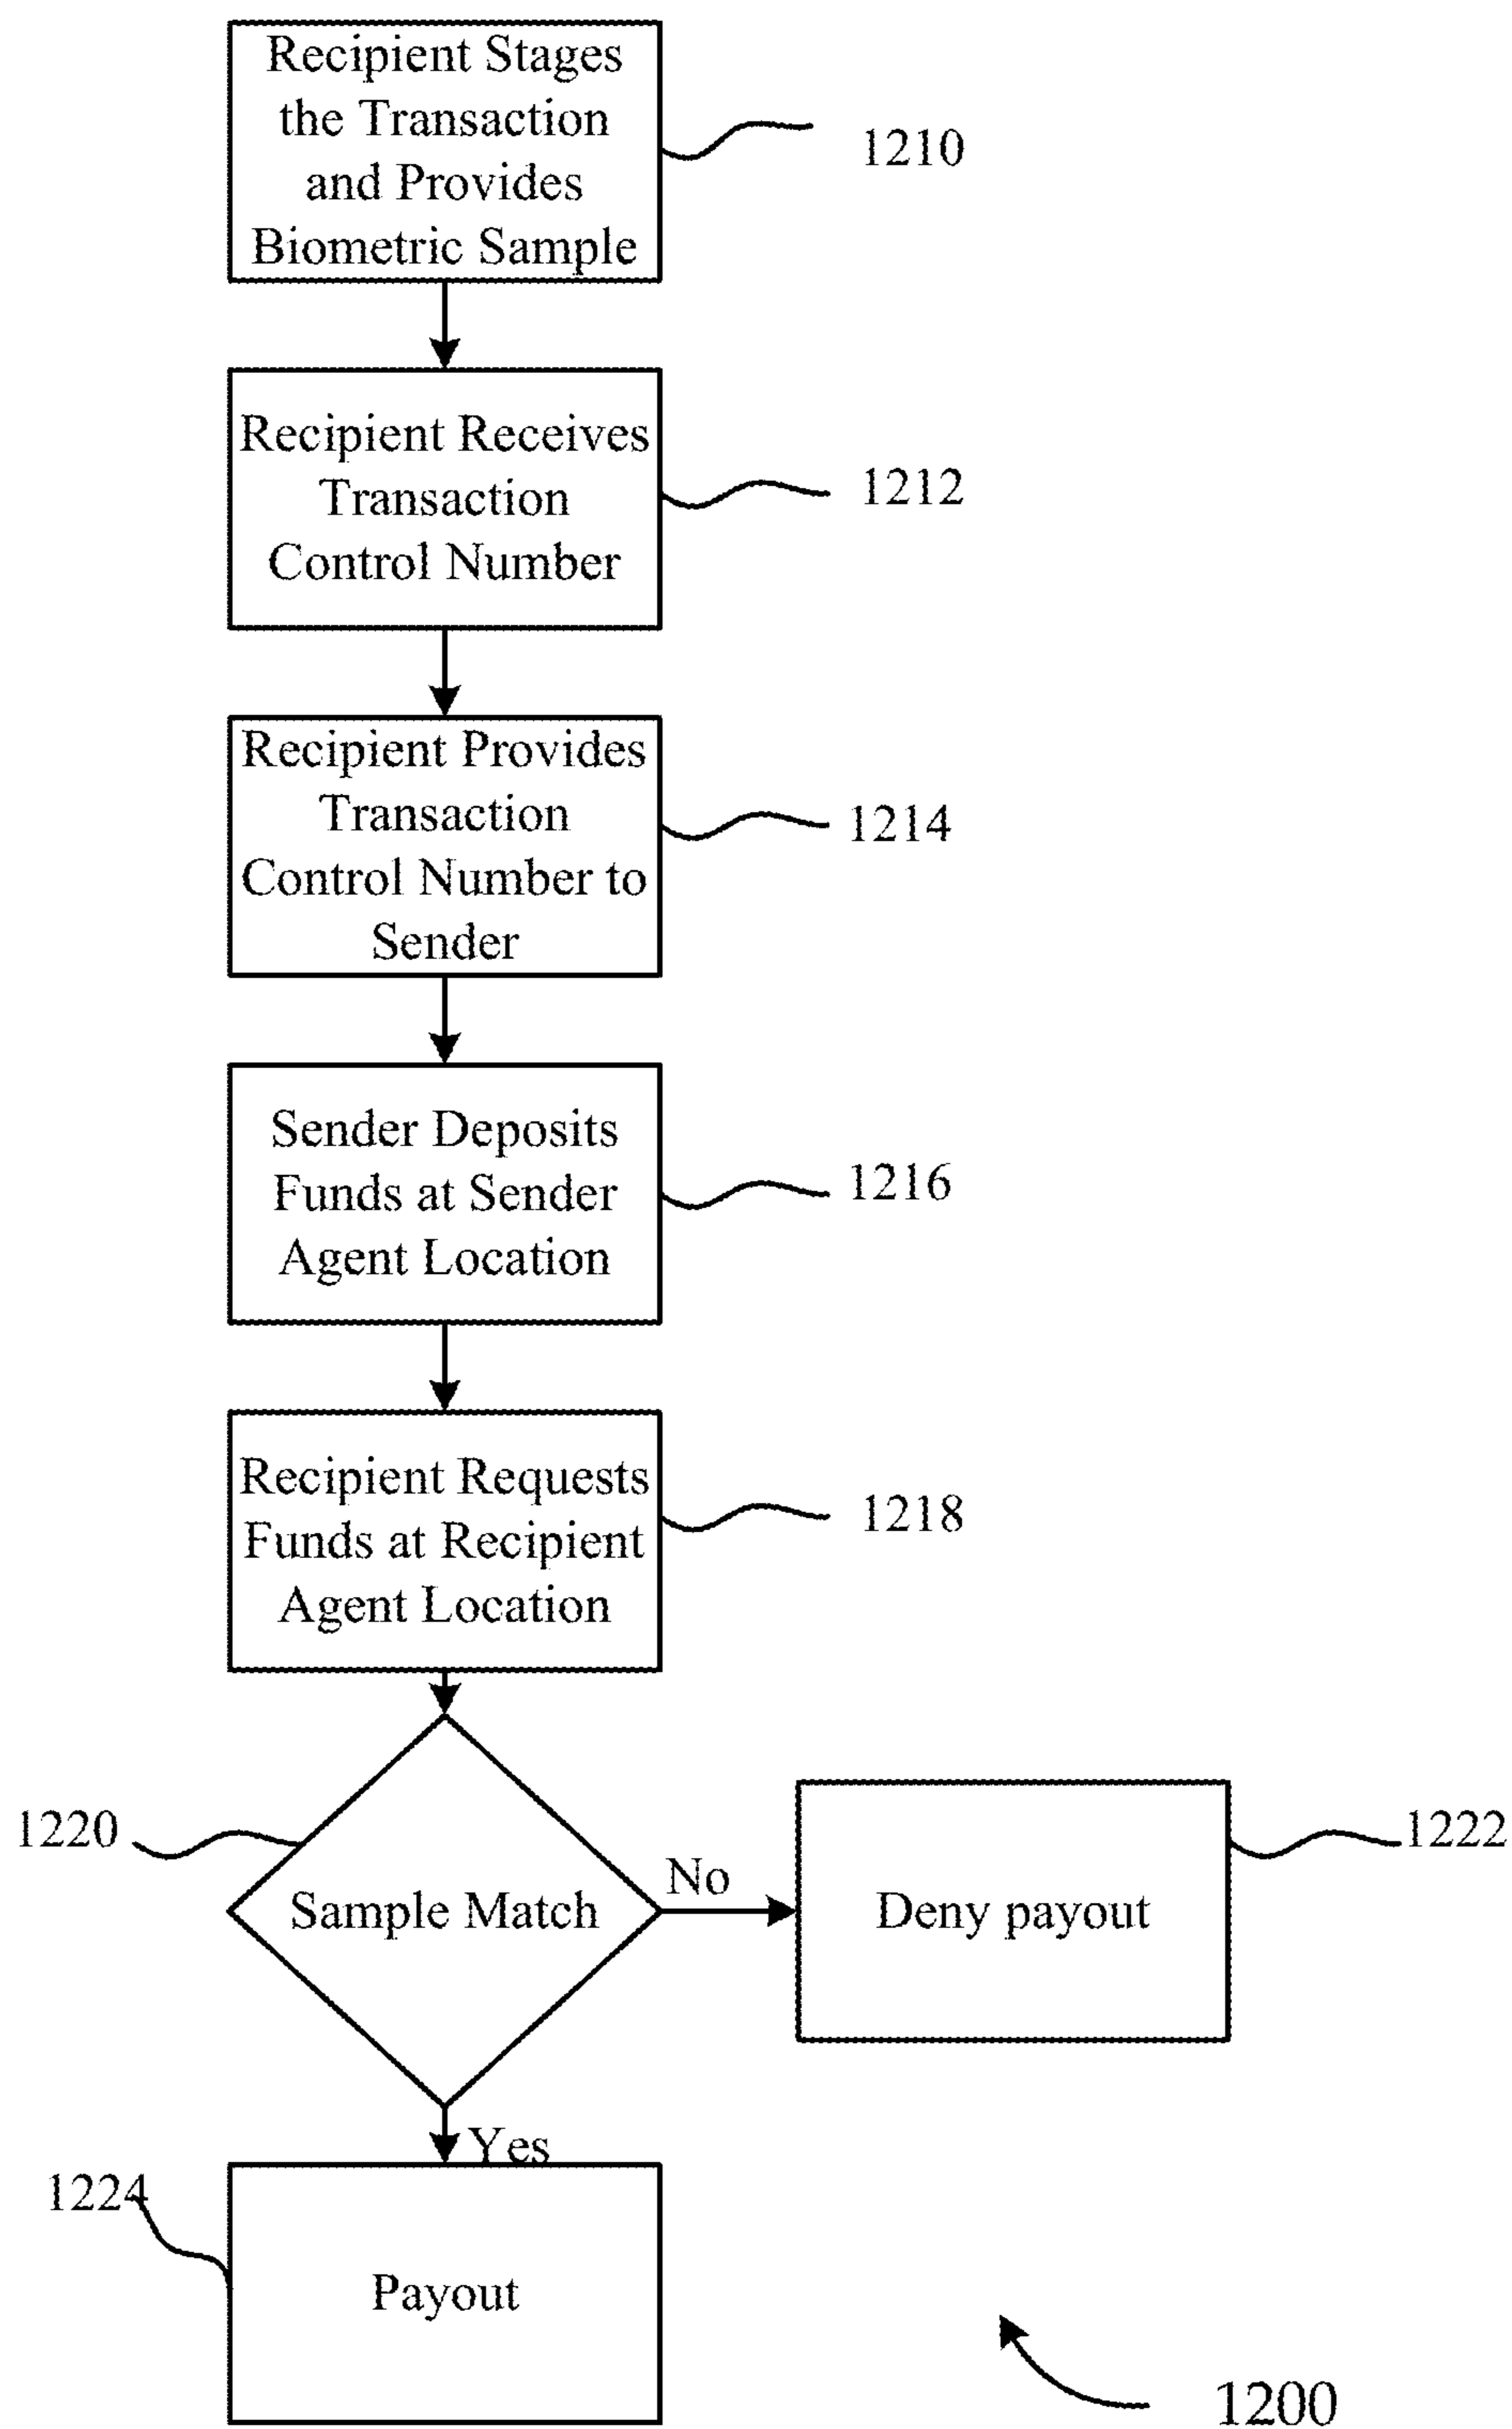 Recipient Stages
the Transaction
and Provides
Biometric Sample
1210
Recipient Receives
Transaction
Control Number
1212
Recipient Provides
Transaction
Control Number to
Sender
1214
Sender Deposits
Funds at Sender
Agent Location
1216
Recipient Requests
Funds at Recipient
Agent Location
1218
1220
Sample Match
No
Deny payout
1222
Yes
1224
Payout
1200